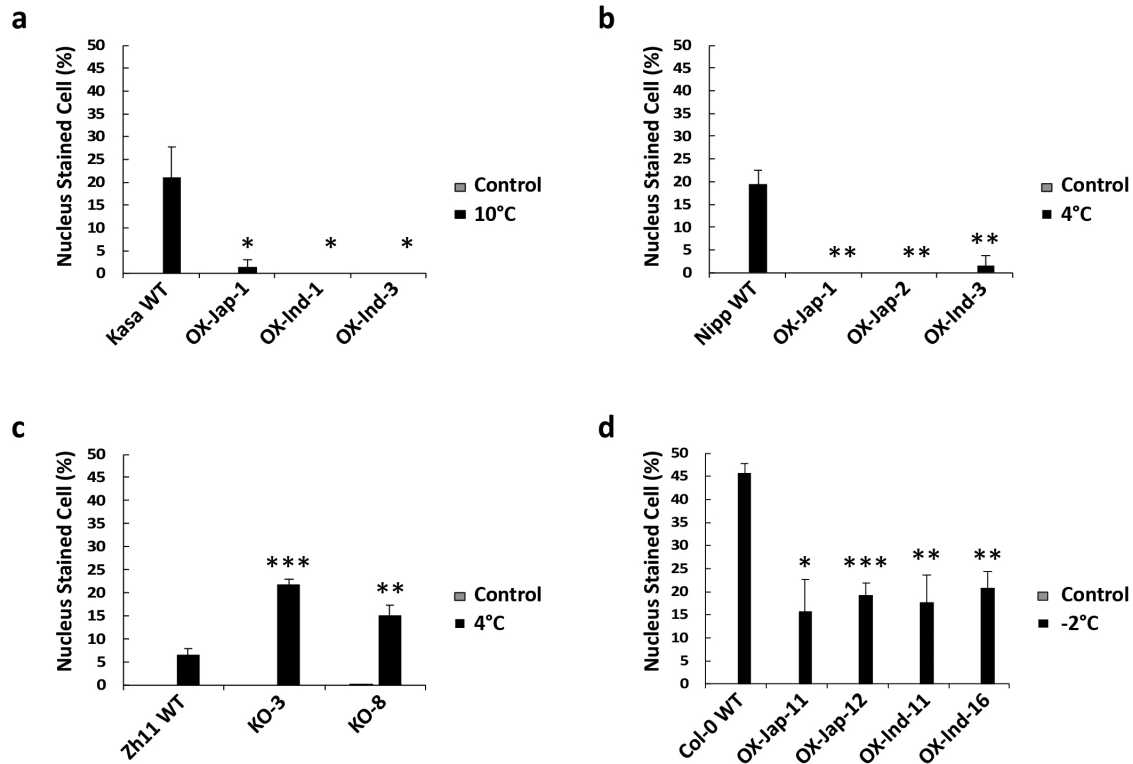 a
Nucleus Stained Cell (%)
50
45
40
35
30
25
20
15
10
5
0
* * *
Kasa WT OX-Jap-1 OX-Ind-1 OX-Ind-3
Control
10°C
b
Nucleus Stained Cell (%)
50
45
40
35
30
25
20
15
10
5
0
** ** **
Nipp WT OX-Jap-1 OX-Jap-2 OX-Ind-3
Control
4°C
c
Nucleus Stained Cell (%)
50
45
40
35
30
25
20
15
10
5
0
*** **
Zh11 WT KO-3 KO-8
Control
4°C
d
Nucleus Stained Cell (%)
50
45
40
35
30
25
20
15
10
5
0
* *** ** **
Col-0 WT OX-Jap-11 OX-Jap-12 OX-Ind-11 OX-Ind-16
Control
-2°C